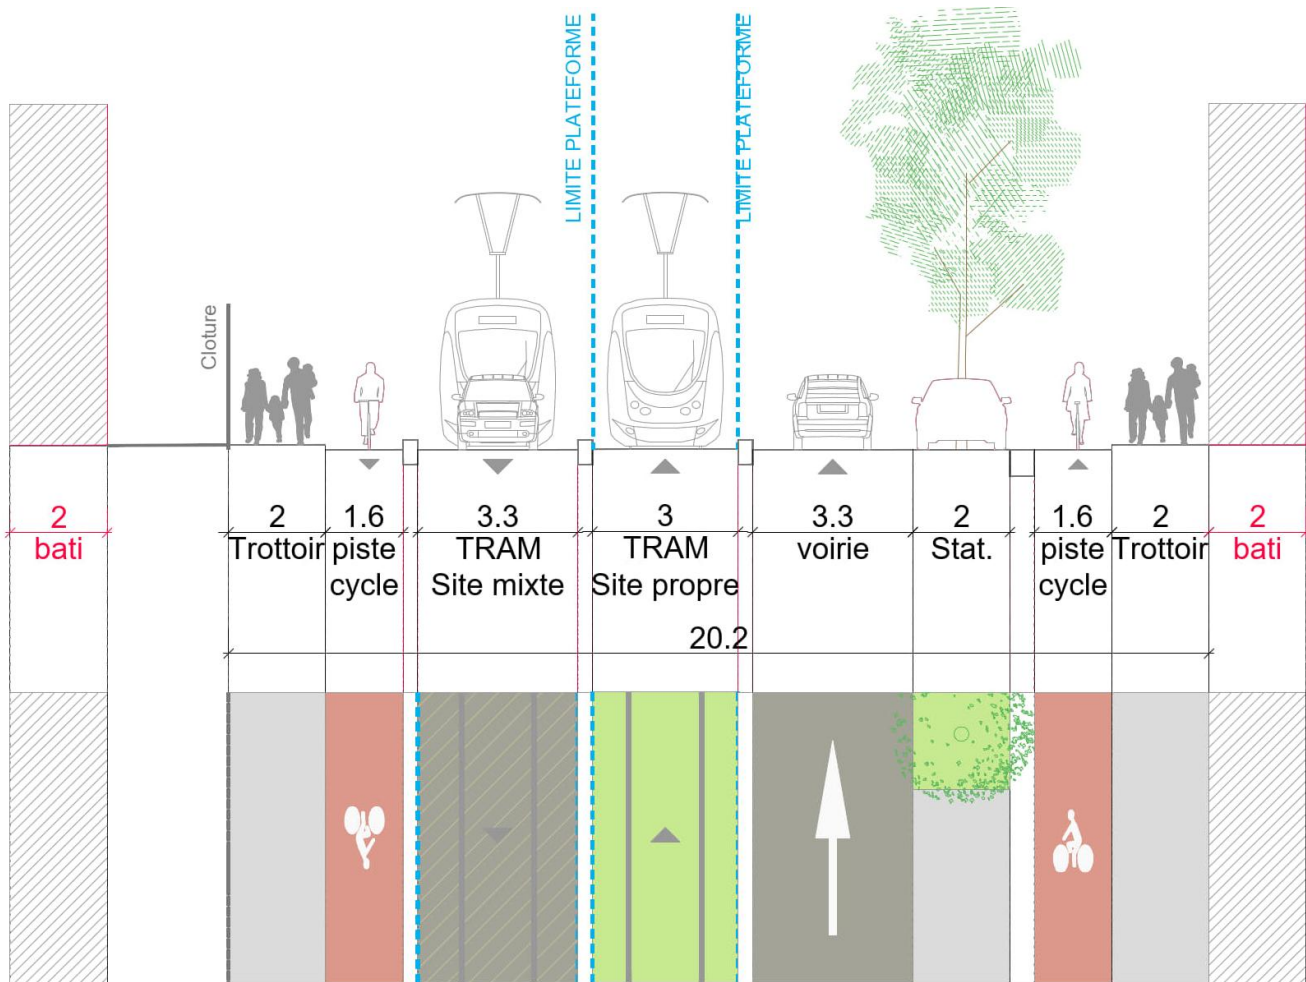 LIMITE PLATEFORME
LIMITE PLATEFORME
Cloture
2
bati
2
Trottoir
1.6
piste
cycle
3.3
TRAM
Site mixte
3
TRAM
Site propre
3.3
voirie
2
Stat.
1.6
piste
cycle
2
Trottoir
2
bati
20.2